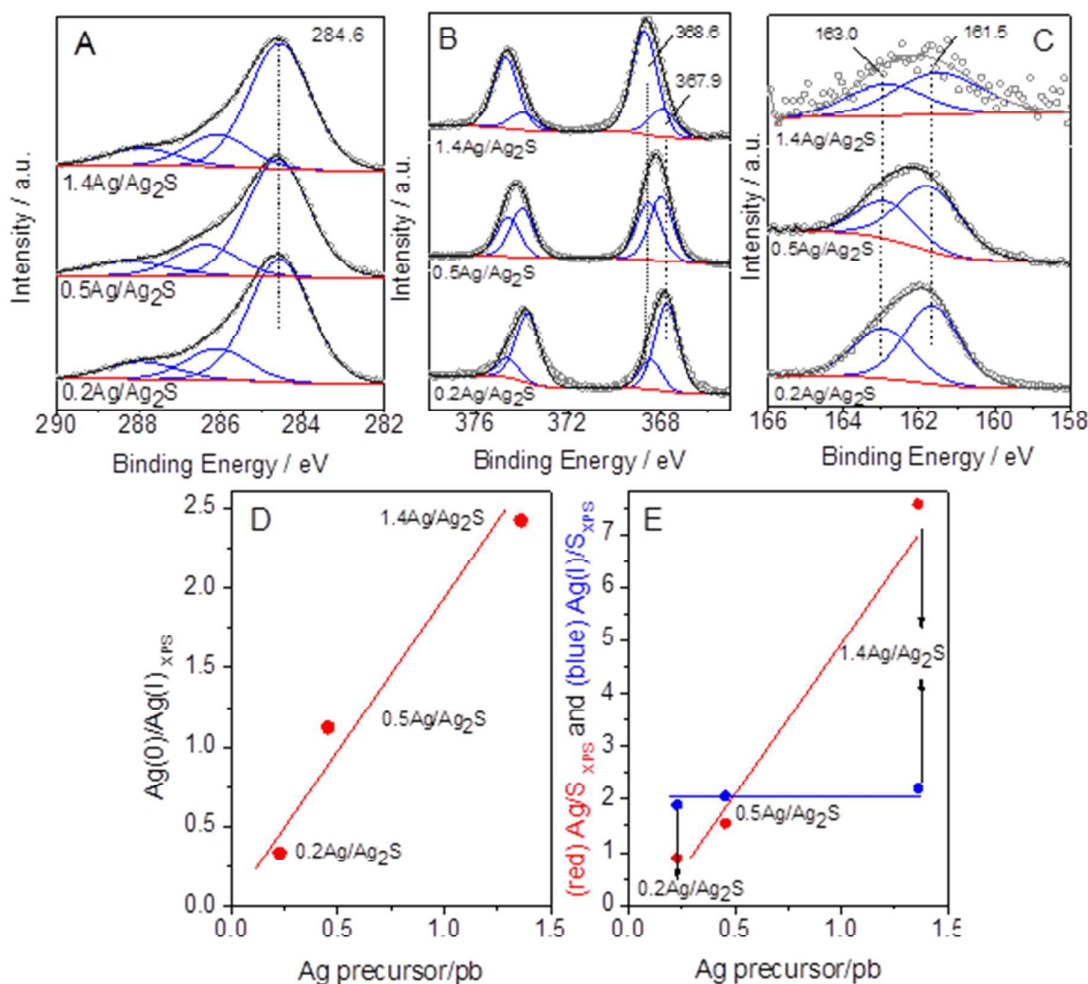 A
284.6
1.4Ag/Ag2S
0.5Ag/Ag2S
0.2Ag/Ag2S
290 288 286 284 282
Binding Energy / eV
Intensity / a.u.
B
368.6
367.9
1.4Ag/Ag2S
0.5Ag/Ag2S
0.2Ag/Ag2S
376 372 368
Binding Energy / eV
Intensity / a.u.
163.0
161.5
C
1.4Ag/Ag2S
0.5Ag/Ag2S
0.2Ag/Ag2S
166 164 162 160 158
Binding Energy / eV
Intensity / a.u.
D
2.5
2.0
1.5
1.0
0.5
0.0
Ag(0)/Ag(I) XPS
1.4Ag/Ag2S
0.5Ag/Ag2S
0.2Ag/Ag2S
0.0 0.5 1.0 1.5
Ag precursor/pb
E
7
6
5
4
3
2
1
0
(red) Ag/S XPS and (blue) Ag(I)/S XPS
1.4Ag/Ag2S
0.5Ag/Ag2S
0.2Ag/Ag2S
0.0 0.5 1.0 1.5
Ag precursor/pb